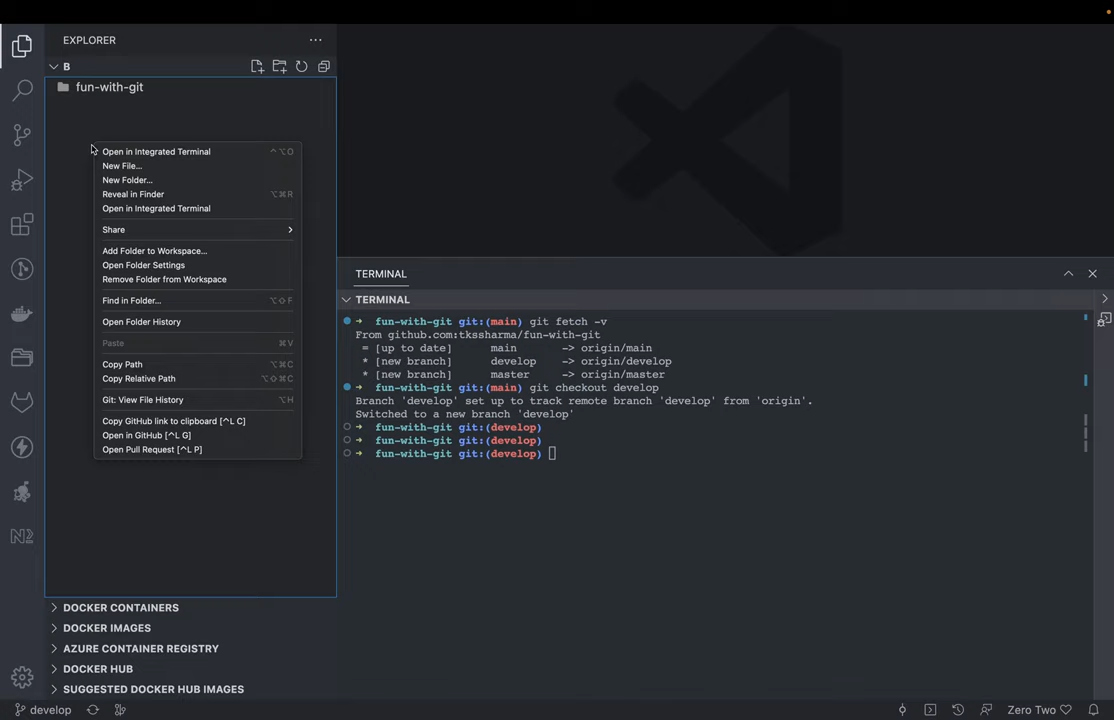 EXPLORER
B
fun-with-git
Open in Integrated Terminal ^⌥O
New File...
New Folder...
Reveal in Finder ⌥⌘R
Open in Integrated Terminal
Share
Add Folder to Workspace...
Open Folder Settings
Remove Folder from Workspace
Find in Folder... ⌥⇧F
Open Folder History
Paste ⌘V
Copy Path ⌥⌘C
Copy Relative Path ⌥⇧⌘C
Git: View File History ⌥H
Copy GitHub link to clipboard [^L C]
Open in GitHub [^L G]
Open Pull Request [^L P]
DOCKER CONTAINERS
DOCKER IMAGES
AZURE CONTAINER REGISTRY
DOCKER HUB
SUGGESTED DOCKER HUB IMAGES
TERMINAL
TERMINAL
→ fun-with-git git:(main) git fetch -v
From github.com:tkssharma/fun-with-git
= [up to date] main -> origin/main
* [new branch] develop -> origin/develop
* [new branch] master -> origin/master
→ fun-with-git git:(main) git checkout develop
Branch 'develop' set up to track remote branch 'develop' from 'origin'.
Switched to a new branch 'develop'
→ fun-with-git git:(develop)
→ fun-with-git git:(develop)
→ fun-with-git git:(develop)
develop
Zero Two